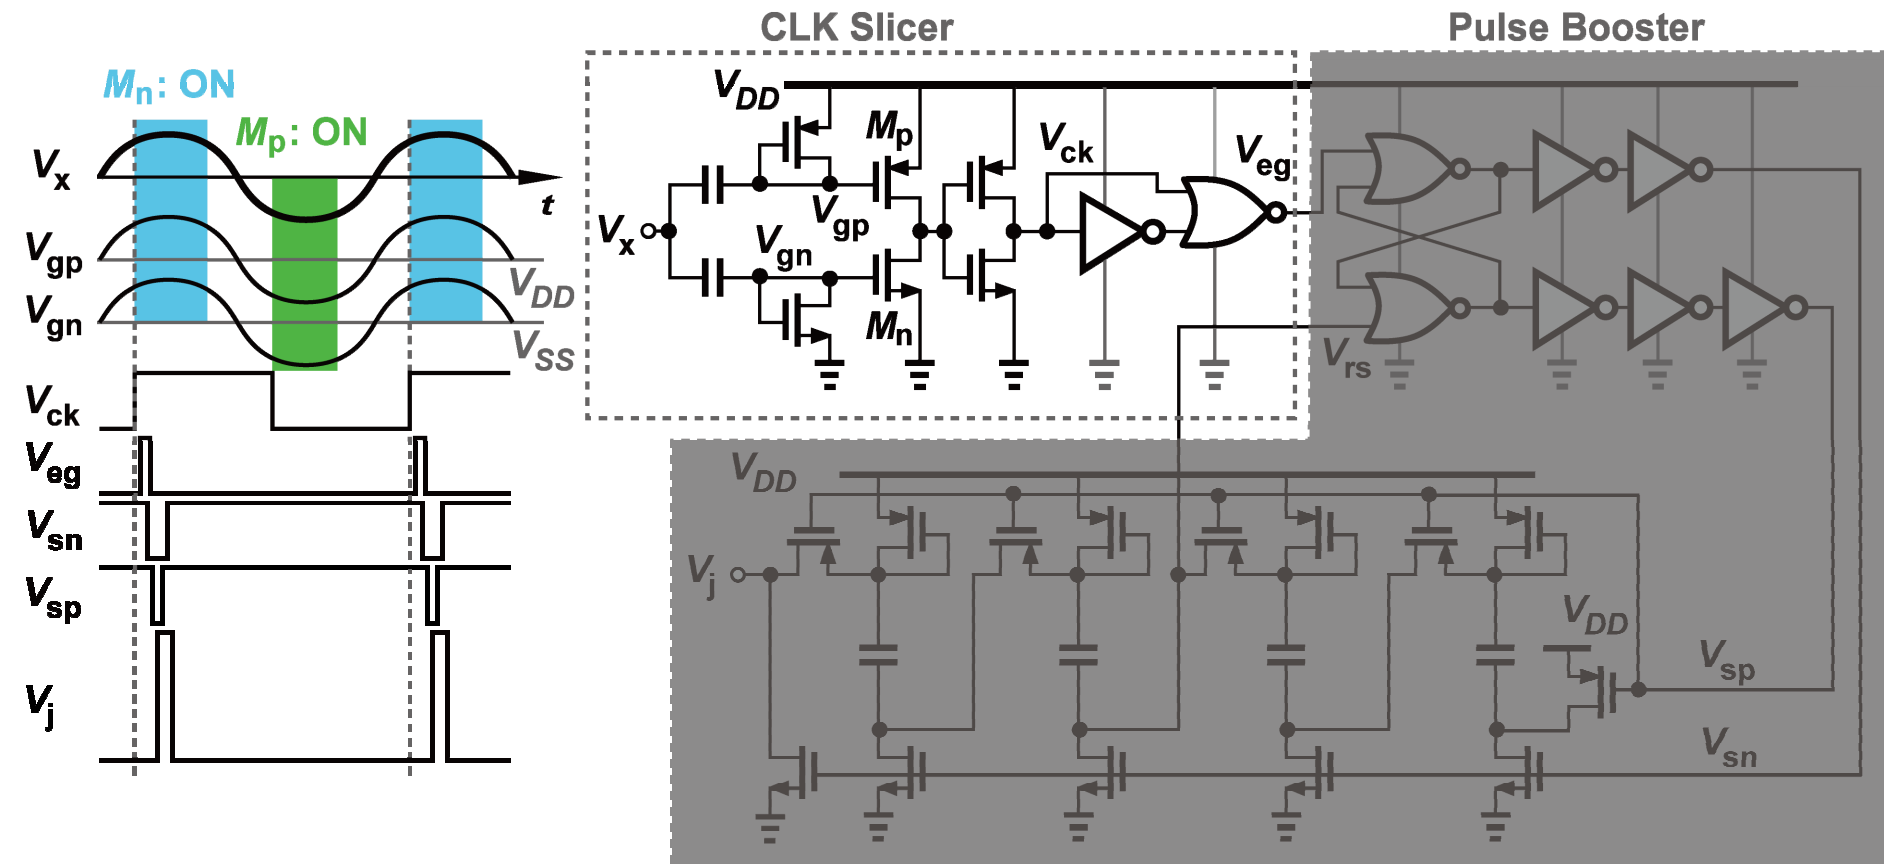 CLK Slicer
Pulse Booster
Mn: ON
Mp: ON
Vx
t
Vgp
VDD
Vgn
VSS
Vck
Veg
Vsn
Vsp
Vj
VDD
Mp
Vck
Veg
Vx
Vgp
Vgn
Mn
Vrs
VDD
Vj
VDD
Vsp
Vsn